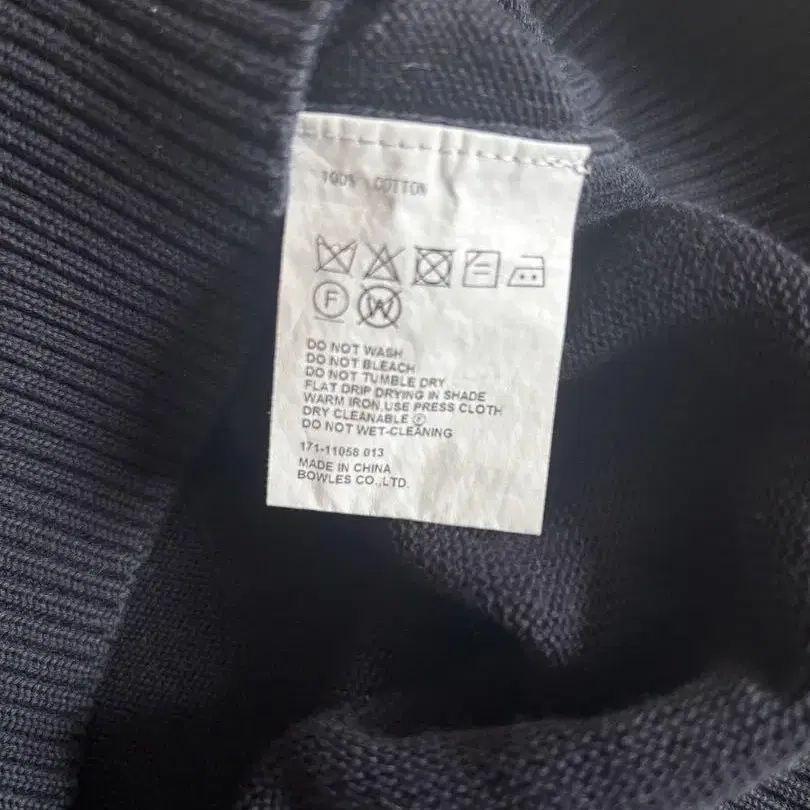 100% COTTON
F W
DO NOT WASH
DO NOT BLEACH
DO NOT TUMBLE DRY
FLAT DRIP DRYING IN SHADE
WARM IRON,USE PRESS CLOTH
DRY CLEANABLE Ⓕ
DO NOT WET-CLEANING
171-11058 013
MADE IN CHINA
BOWLES CO.,LTD.